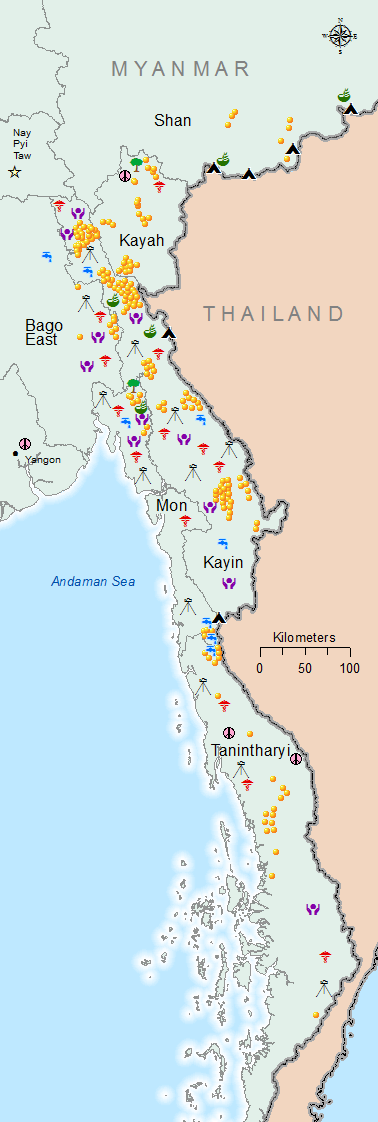 N
W E
S
MYANMAR
Shan
Nay
Pyi
Taw
Kayah
THAILAND
Bago
East
Yangon
Mon
Kayin
Andaman Sea
Kilometers
0 50 100
Tanintharyi